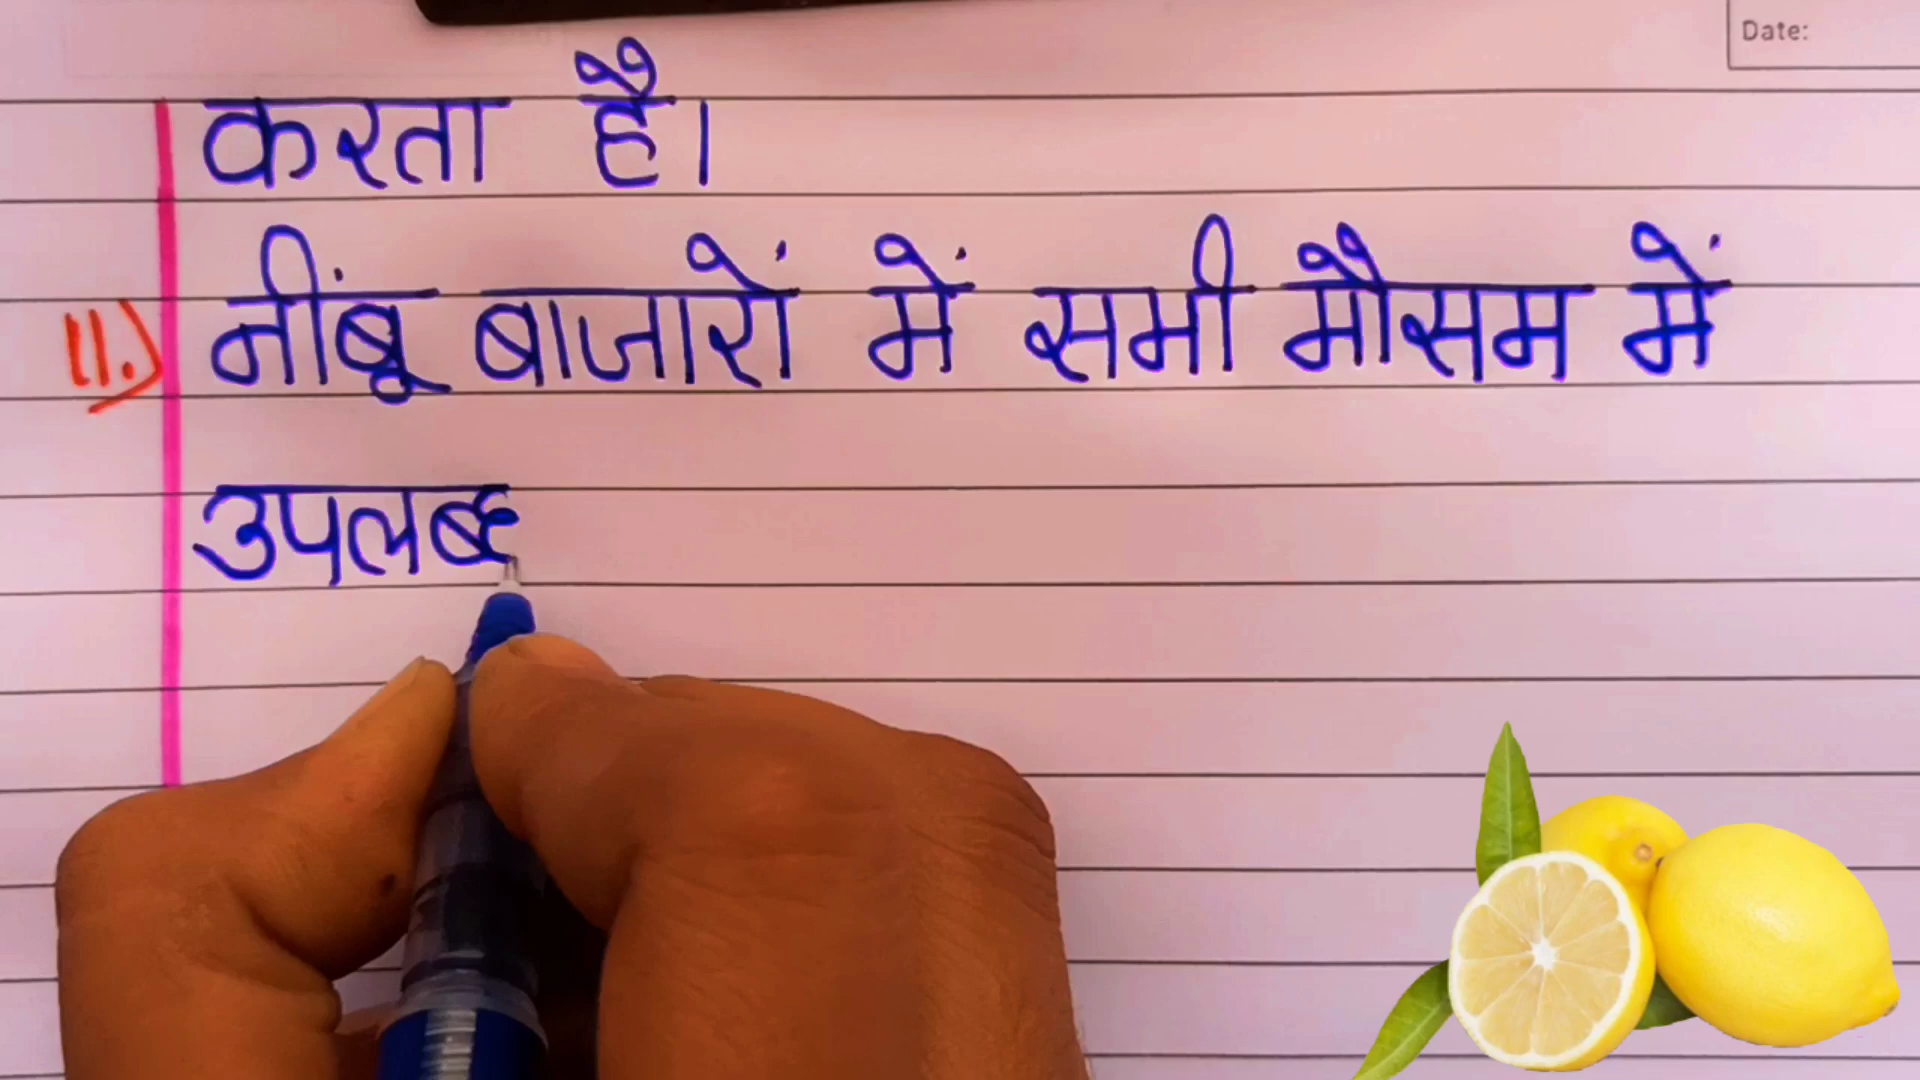 Date:
करता है।
11.) नींबू बाजारों में सभी मौसम में
उपलब्ध